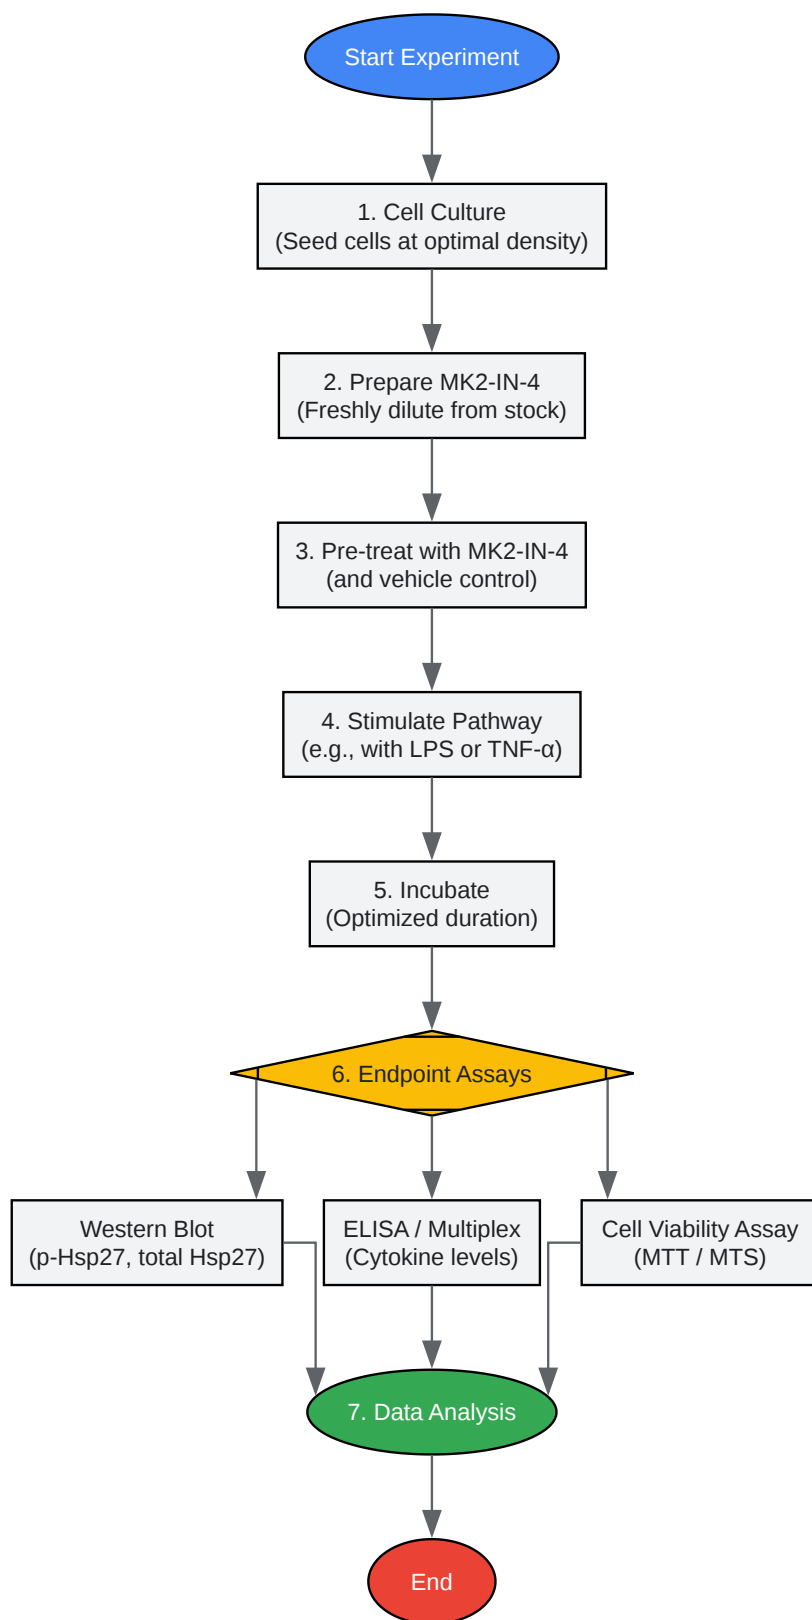 Start Experiment
1. Cell Culture
(Seed cells at optimal density)
2. Prepare MK2-IN-4
(Freshly dilute from stock)
3. Pre-treat with MK2-IN-4
(and vehicle control)
4. Stimulate Pathway
(e.g., with LPS or TNF-α)
5. Incubate
(Optimized duration)
6. Endpoint Assays
Western Blot
(p-Hsp27, total Hsp27)
ELISA / Multiplex
(Cytokine levels)
Cell Viability Assay
(MTT / MTS)
7. Data Analysis
End